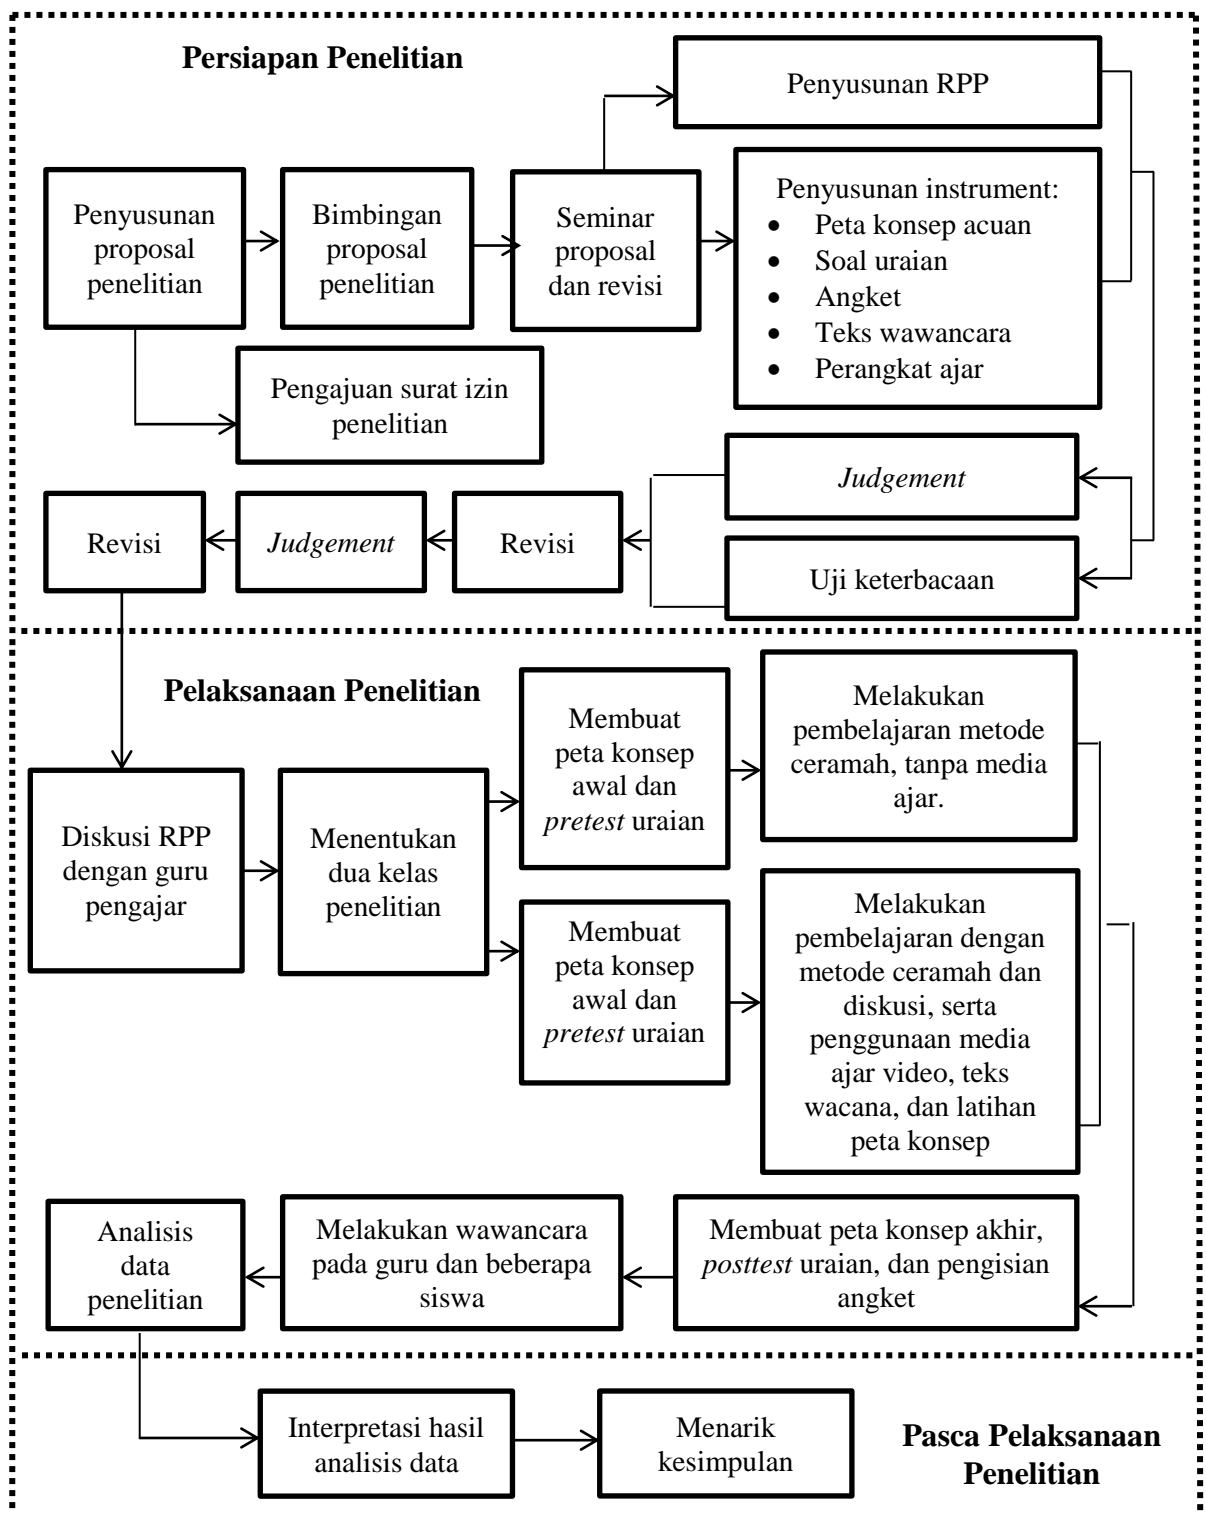 Persiapan Penelitian
Penyusunan RPP
Penyusunan
proposal
penelitian
Bimbingan
proposal
penelitian
Seminar
proposal
dan revisi
Penyusunan instrument:
• Peta konsep acuan
• Soal uraian
• Angket
• Teks wawancara
• Perangkat ajar
Pengajuan surat izin
penelitian
Judgement
Uji keterbacaan
Revisi
Judgement
Revisi
Pelaksanaan Penelitian
Diskusi RPP
dengan guru
pengajar
Menentukan
dua kelas
penelitian
Membuat
peta konsep
awal dan
pretest uraian
Melakukan
pembelajaran metode
ceramah, tanpa media
ajar.
Membuat
peta konsep
awal dan
pretest uraian
Melakukan
pembelajaran dengan
metode ceramah dan
diskusi, serta
penggunaan media
ajar video, teks
wacana, dan latihan
peta konsep
Membuat peta konsep akhir,
posttest uraian, dan pengisian
angket
Melakukan wawancara
pada guru dan beberapa
siswa
Analisis
data
penelitian
Interpretasi hasil
analisis data
Menarik
kesimpulan
Pasca Pelaksanaan
Penelitian